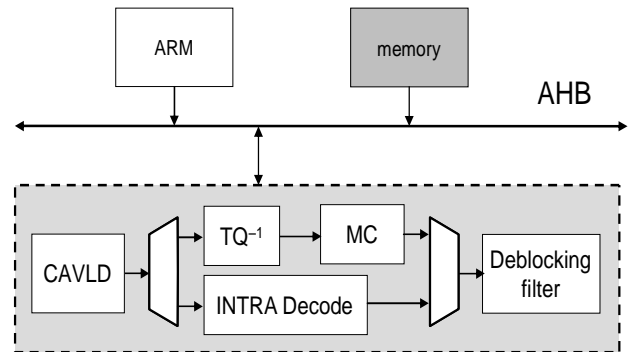 ARM
memory
AHB
CAVLD
TQ⁻¹
MC
INTRA Decode
Deblocking
filter